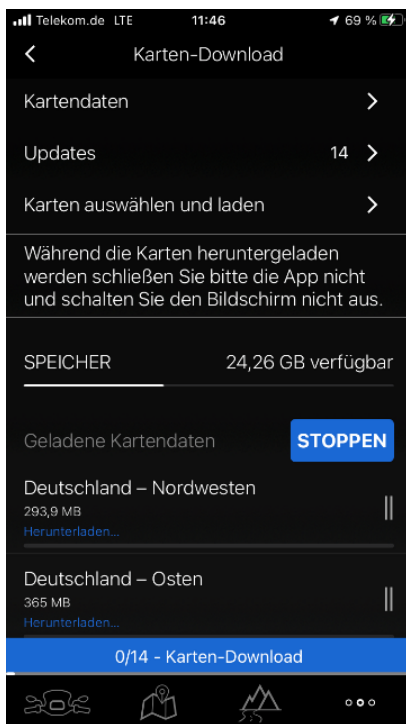 Telekom.de LTE 11:46 69 %
Karten-Download
Kartendaten
Updates 14
Karten auswählen und laden
Während die Karten heruntergeladen
werden schließen Sie bitte die App nicht
und schalten Sie den Bildschirm nicht aus.
SPEICHER 24,26 GB verfügbar
Geladene Kartendaten STOPPEN
Deutschland – Nordwesten
293,9 MB
Herunterladen...
Deutschland – Osten
365 MB
Herunterladen...
0/14 - Karten-Download